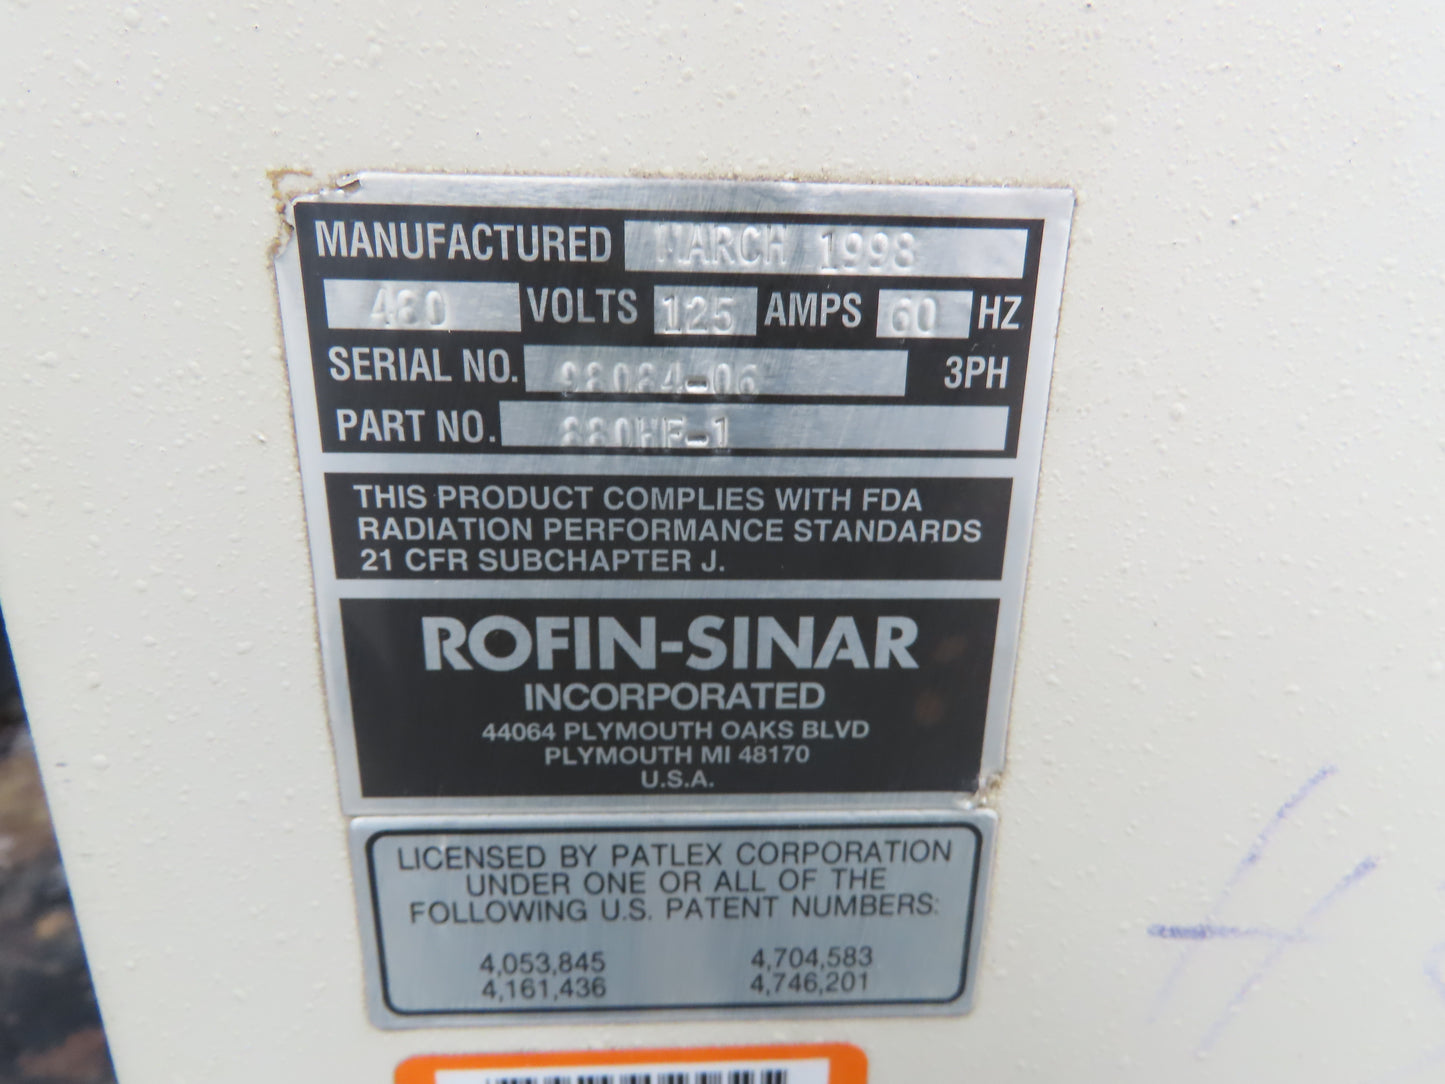 MANUFACTURED MARCH 1998
480 VOLTS 125 AMPS 60 HZ
SERIAL NO. 98084-06 3PH
PART NO. 880HF-1
THIS PRODUCT COMPLIES WITH FDA
RADIATION PERFORMANCE STANDARDS
21 CFR SUBCHAPTER J.
ROFIN-SINAR
INCORPORATED
44064 PLYMOUTH OAKS BLVD
PLYMOUTH MI 48170
U.S.A.
LICENSED BY PATLEX CORPORATION
UNDER ONE OR ALL OF THE
FOLLOWING U.S. PATENT NUMBERS:
4,053,845 4,704,583
4,161,436 4,746,201